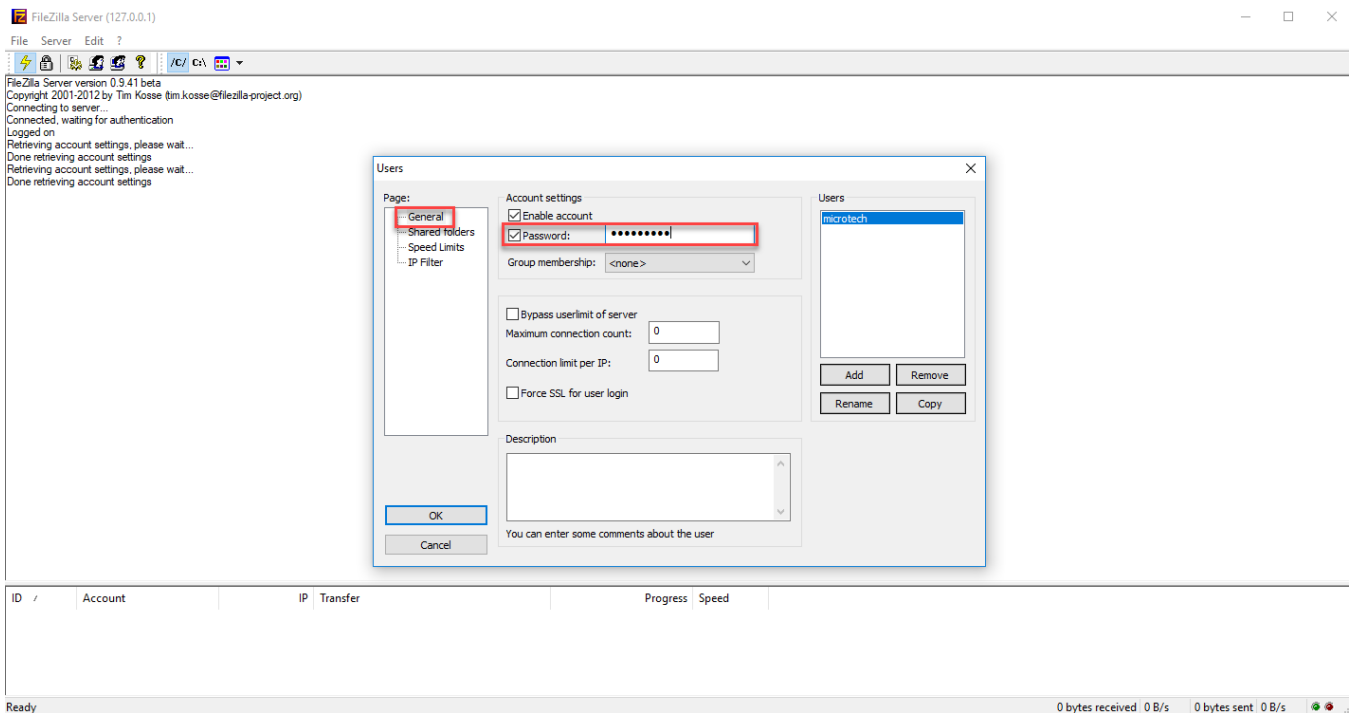 FileZilla Server (127.0.0.1)
File Server Edit ?
/C/ C:\
FileZilla Server version 0.9.41 beta
Copyright 2001-2012 by Tim Kosse (tim.kosse@filezilla-project.org)
Connecting to server...
Connected, waiting for authentication
Logged on
Retrieving account settings, please wait...
Done retrieving account settings
Retrieving account settings, please wait...
Done retrieving account settings
Users
Page:
General
Shared folders
Speed Limits
IP Filter
OK
Cancel
Account settings
Enable account
Password: •••••••••
Group membership: <none>
Bypass userlimit of server
Maximum connection count: 0
Connection limit per IP: 0
Force SSL for user login
Description
You can enter some comments about the user
Users
microtech
Add Remove
Rename Copy
ID / Account IP Transfer Progress Speed
Ready 0 bytes received 0 B/s 0 bytes sent 0 B/s